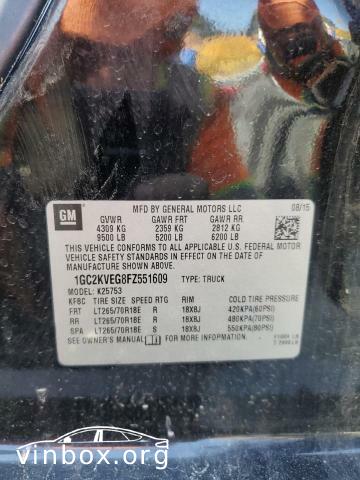 GM
MFD BY GENERAL MOTORS LLC 08/15
GVWR GAWR FRT GAWR RR.
4309 KG 2359 KG 2812 KG
9500 LB 5200 LB 6200 LB
THIS VEHICLE CONFORMS TO ALL APPLICABLE U.S. FEDERAL MOTOR
VEHICLE SAFETY STANDARDS IN EFFECT ON THE DATE OF
MANUFACTURE SHOWN ABOVE.
1GC2KVEG8FZ551609 TYPE: TRUCK
MODEL: K25753
KFBC TIRE SIZE SPEED RTG RIM COLD TIRE PRESSURE
FRT LT265/70R18E R 18X8J 420KPA(60PSI)
RR LT265/70R18E R 18X8J 480KPA(70PSI)
SPA LT265/70R18E S 18X8J 550KPA(80PSI)
SEE OWNER'S MANUAL FOR MORE INFORMATION.
vinbox.org